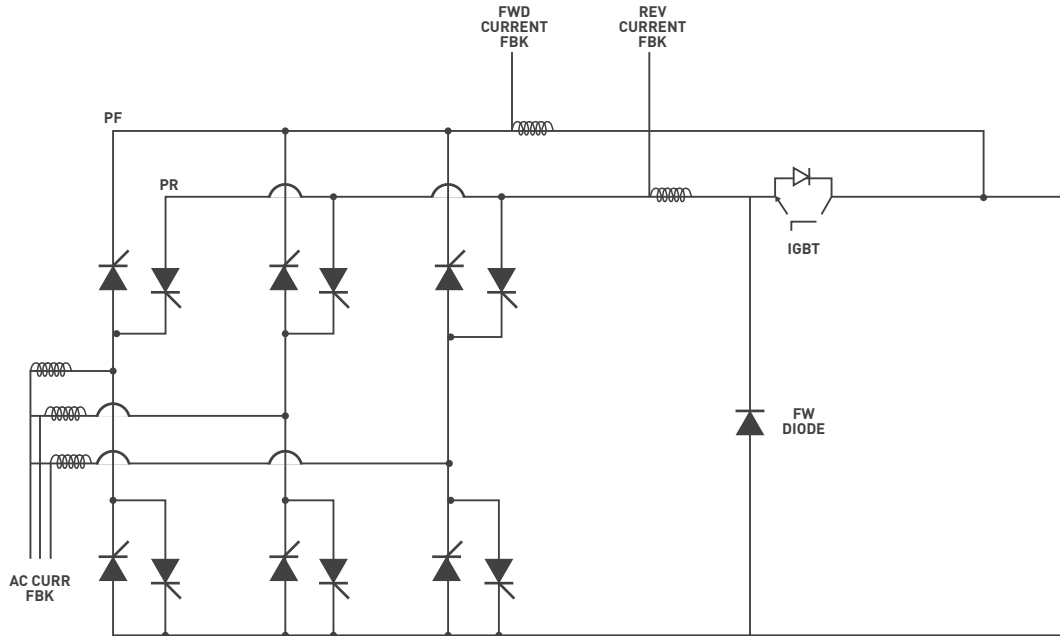 FWD
CURRENT
FBK
REV
CURRENT
FBK
PF
PR
IGBT
FW
DIODE
AC CURR
FBK